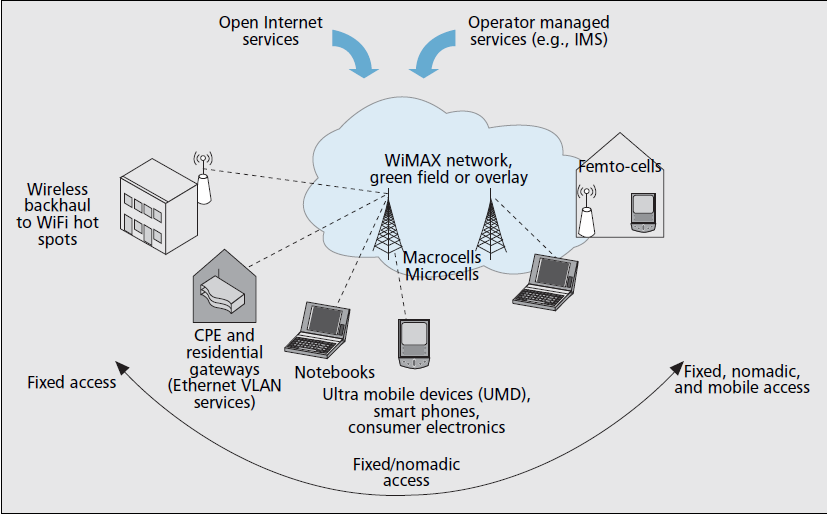 Open Internet
services
Operator managed
services (e.g., IMS)
WiMAX network,
green field or overlay
Femto-cells
Wireless
backhaul
to WiFi hot
spots
Macrocells
Microcells
CPE and
residential
gateways
(Ethernet VLAN
services)
Notebooks
Ultra mobile devices (UMD),
smart phones,
consumer electronics
Fixed access
Fixed, nomadic,
and mobile access
Fixed/nomadic
access